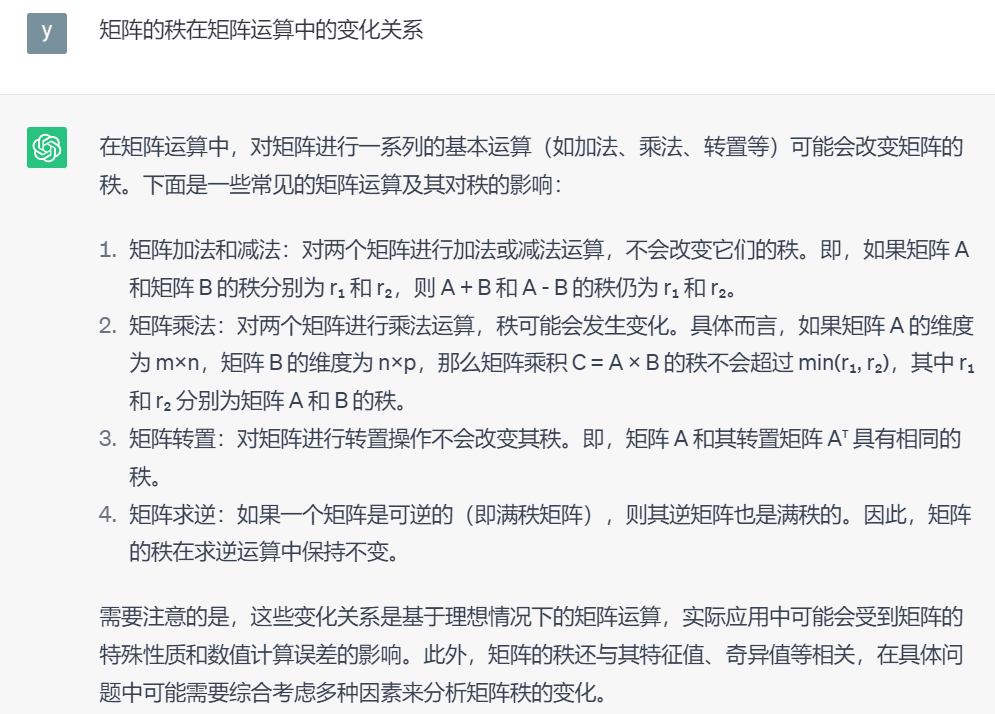 y
矩阵的秩在矩阵运算中的变化关系
在矩阵运算中，对矩阵进行一系列的基本运算（如加法、乘法、转置等）可能会改变矩阵的
秩。下面是一些常见的矩阵运算及其对秩的影响：
1. 矩阵加法和减法：对两个矩阵进行加法或减法运算，不会改变它们的秩。即，如果矩阵 A
和矩阵 B 的秩分别为 r₁ 和 r₂，则 A + B 和 A - B 的秩仍为 r₁ 和 r₂。
2. 矩阵乘法：对两个矩阵进行乘法运算，秩可能会发生变化。具体而言，如果矩阵 A 的维度
为 m×n，矩阵 B 的维度为 n×p，那么矩阵乘积 C = A × B 的秩不会超过 min(r₁, r₂)，其中 r₁
和 r₂ 分别为矩阵 A 和 B 的秩。
3. 矩阵转置：对矩阵进行转置操作不会改变其秩。即，矩阵 A 和其转置矩阵 Aᵀ 具有相同的
秩。
4. 矩阵求逆：如果一个矩阵是可逆的（即满秩矩阵），则其逆矩阵也是满秩的。因此，矩阵
的秩在求逆运算中保持不变。
需要注意的是，这些变化关系是基于理想情况下的矩阵运算，实际应用中可能会受到矩阵的
特殊性质和数值计算误差的影响。此外，矩阵的秩还与其特征值、奇异值等相关，在具体问
题中可能需要综合考虑多种因素来分析矩阵秩的变化。